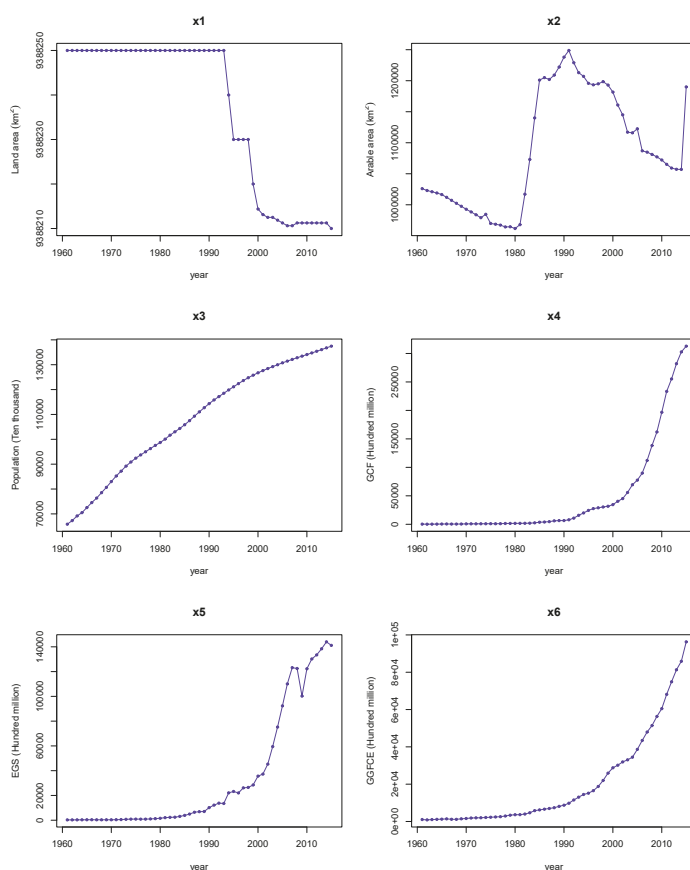 x1
Land area (km²)
9388210 9388230 9388250
1960 1970 1980 1990 2000 2010
year
x2
Arable area (km²)
1000000 1100000 1200000
1960 1970 1980 1990 2000 2010
year
x3
Population (Ten thousand)
70000 90000 110000 130000
1960 1970 1980 1990 2000 2010
year
x4
GCF (Hundred million)
0 50000 150000 250000
1960 1970 1980 1990 2000 2010
year
x5
EGS (Hundred million)
0 20000 60000 100000 140000
1960 1970 1980 1990 2000 2010
year
x6
GGFCE (Hundred million)
0e+00 2e+04 4e+04 6e+04 8e+04 1e+05
1960 1970 1980 1990 2000 2010
year